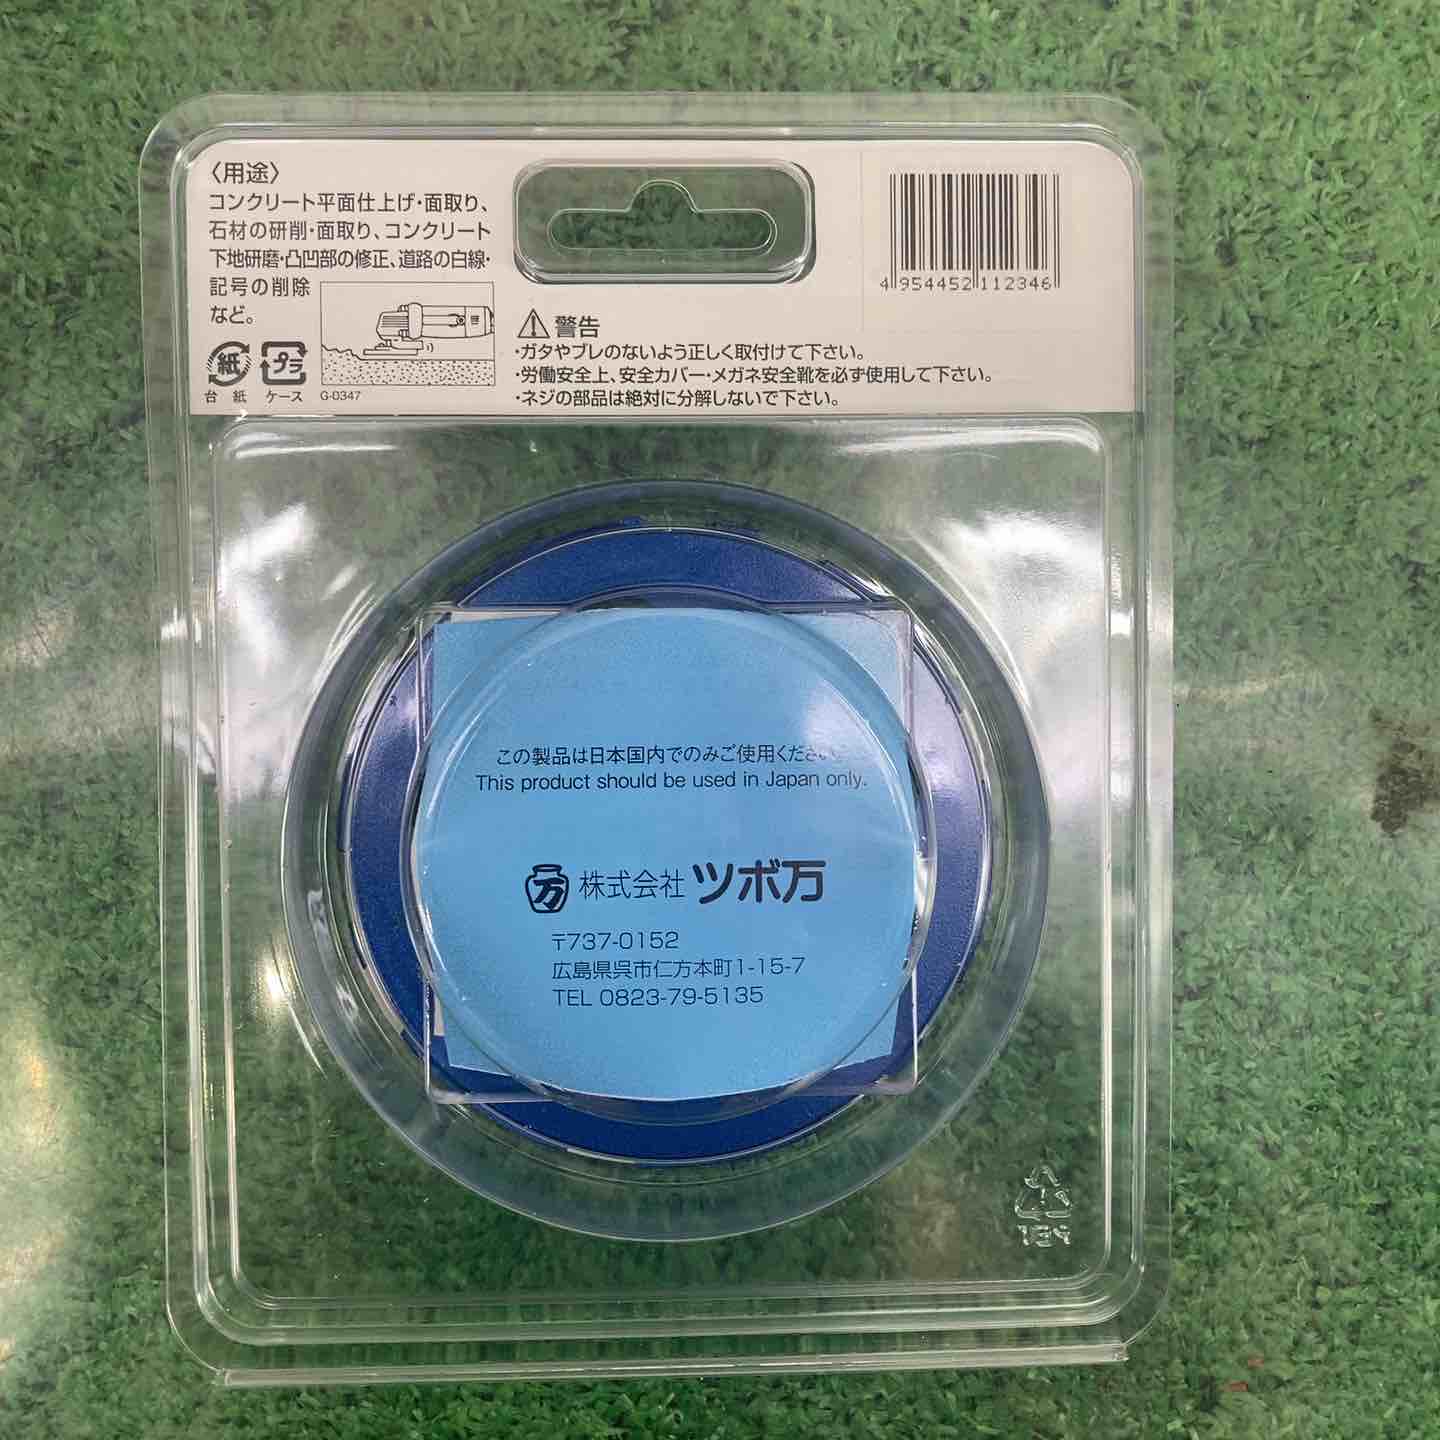 〈用途〉
コンクリート平面仕上げ・面取り、
石材の研削・面取り、コンクリート
下地研磨・凸凹部の修正、道路の白線・
記号の削除
など。
紙
プラ
台紙 ケース G-0347
4954452112346
警告
・ガタやブレのないよう正しく取付けて下さい。
・労働安全上、安全カバー・メガネ安全靴を必ず使用して下さい。
・ネジの部品は絶対に分解しないで下さい。
この製品は日本国内でのみご使用ください
This product should be used in Japan only.
万 株式会社 ツボ万
〒737-0152
広島県呉市仁方本町1-15-7
TEL 0823-79-5135
1
PET